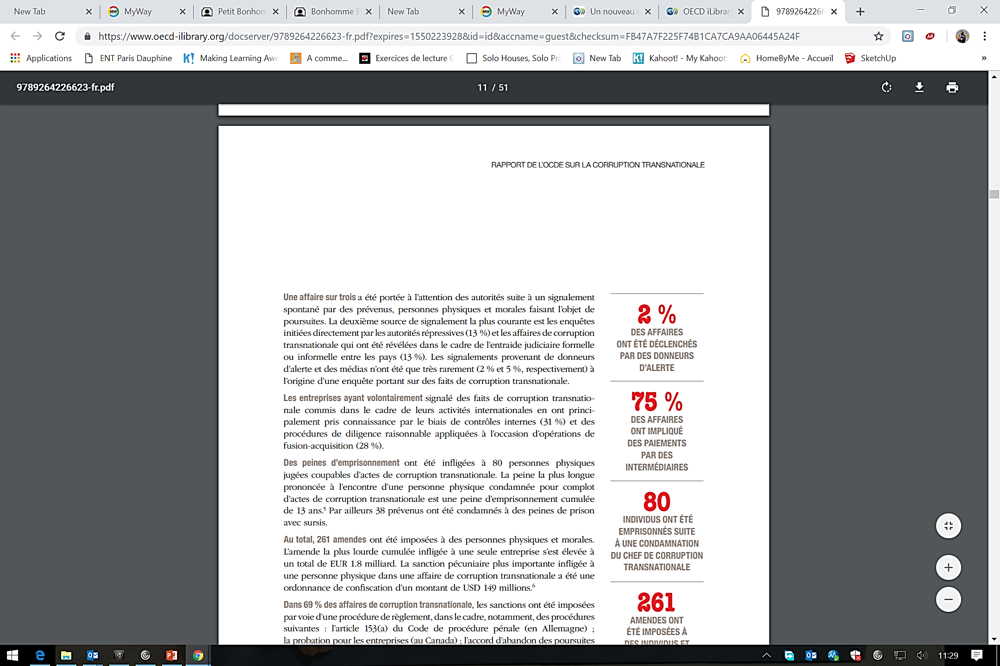 New Tab
MyWay
Petit Bonhom
Bonhomme
New Tab
MyWay
Un nouveau
OECD iLibrar
9789264226
https://www.oecd-ilibrary.org/docserver/9789264226623-fr.pdf?expires=1550223928&id=id&accname=guest&checksum=FB47A7F225F74B1CA7CA9AA06445A24F
Applications
ENT Paris Dauphine
Making Learning Awe
A comme...
Exercices de lecture
Solo Houses, Solo Pr
New Tab
Kahoot! - My Kahoot
HomeByMe - Accueil
SketchUp
»
9789264226623-fr.pdf
11 / 51
RAPPORT DE L'OCDE SUR LA CORRUPTION TRANSNATIONALE
Une affaire sur trois a été portée à l'attention des autorités suite à un signalement
spontané par des prévenus, personnes physiques et morales faisant l'objet de
poursuites. La deuxième source de signalement la plus courante est les enquêtes
initiées directement par les autorités répressives (13 %) et les affaires de corruption
transnationale qui ont été révélées dans le cadre de l'entraide judiciaire formelle
ou informelle entre les pays (13 %). Les signalements provenant de donneurs
d'alerte et des médias n'ont été que très rarement (2 % et 5 %, respectivement) à
l'origine d'une enquête portant sur des faits de corruption transnationale.
Les entreprises ayant volontairement signalé des faits de corruption transnatio-
nale commis dans le cadre de leurs activités internationales en ont princi-
palement pris connaissance par le biais de contrôles internes (31 %) et des
procédures de diligence raisonnable appliquées à l'occasion d'opérations de
fusion-acquisition (28 %).
Des peines d'emprisonnement ont été infligées à 80 personnes physiques
jugées coupables d'actes de corruption transnationale. La peine la plus longue
prononcée à l'encontre d'une personne physique condamnée pour complot
d'actes de corruption transnationale est une peine d'emprisonnement cumulée
de 13 ans.⁵ Par ailleurs 38 prévenus ont été condamnés à des peines de prison
avec sursis.
Au total, 261 amendes ont été imposées à des personnes physiques et morales.
L'amende la plus lourde cumulée infligée à une seule entreprise s'est élevée à
un total de EUR 1.8 milliard. La sanction pécuniaire plus importante infligée à
une personne physique dans une affaire de corruption transnationale a été une
ordonnance de confiscation d'un montant de USD 149 millions.⁶
Dans 69 % des affaires de corruption transnationale, les sanctions ont été imposées
par voie d'une procédure de règlement, dans le cadre, notamment, des procédures
suivantes : l'article 153(a) du Code de procédure pénale (en Allemagne) ;
la probation pour les entreprises (au Canada) ; l'accord d'abandon des poursuites
2 %
DES AFFAIRES
ONT ÉTÉ DÉCLENCHÉS
PAR DES DONNEURS
D'ALERTE
75 %
DES AFFAIRES
ONT IMPLIQUÉ
DES PAIEMENTS
PAR DES
INTERMÉDIAIRES
80
INDIVIDUS ONT ÉTÉ
EMPRISONNÉS SUITE
À UNE CONDAMNATION
DU CHEF DE CORRUPTION
TRANSNATIONALE
261
AMENDES ONT
ÉTÉ IMPOSÉES À
DES INDIVIDUS ET
11:29